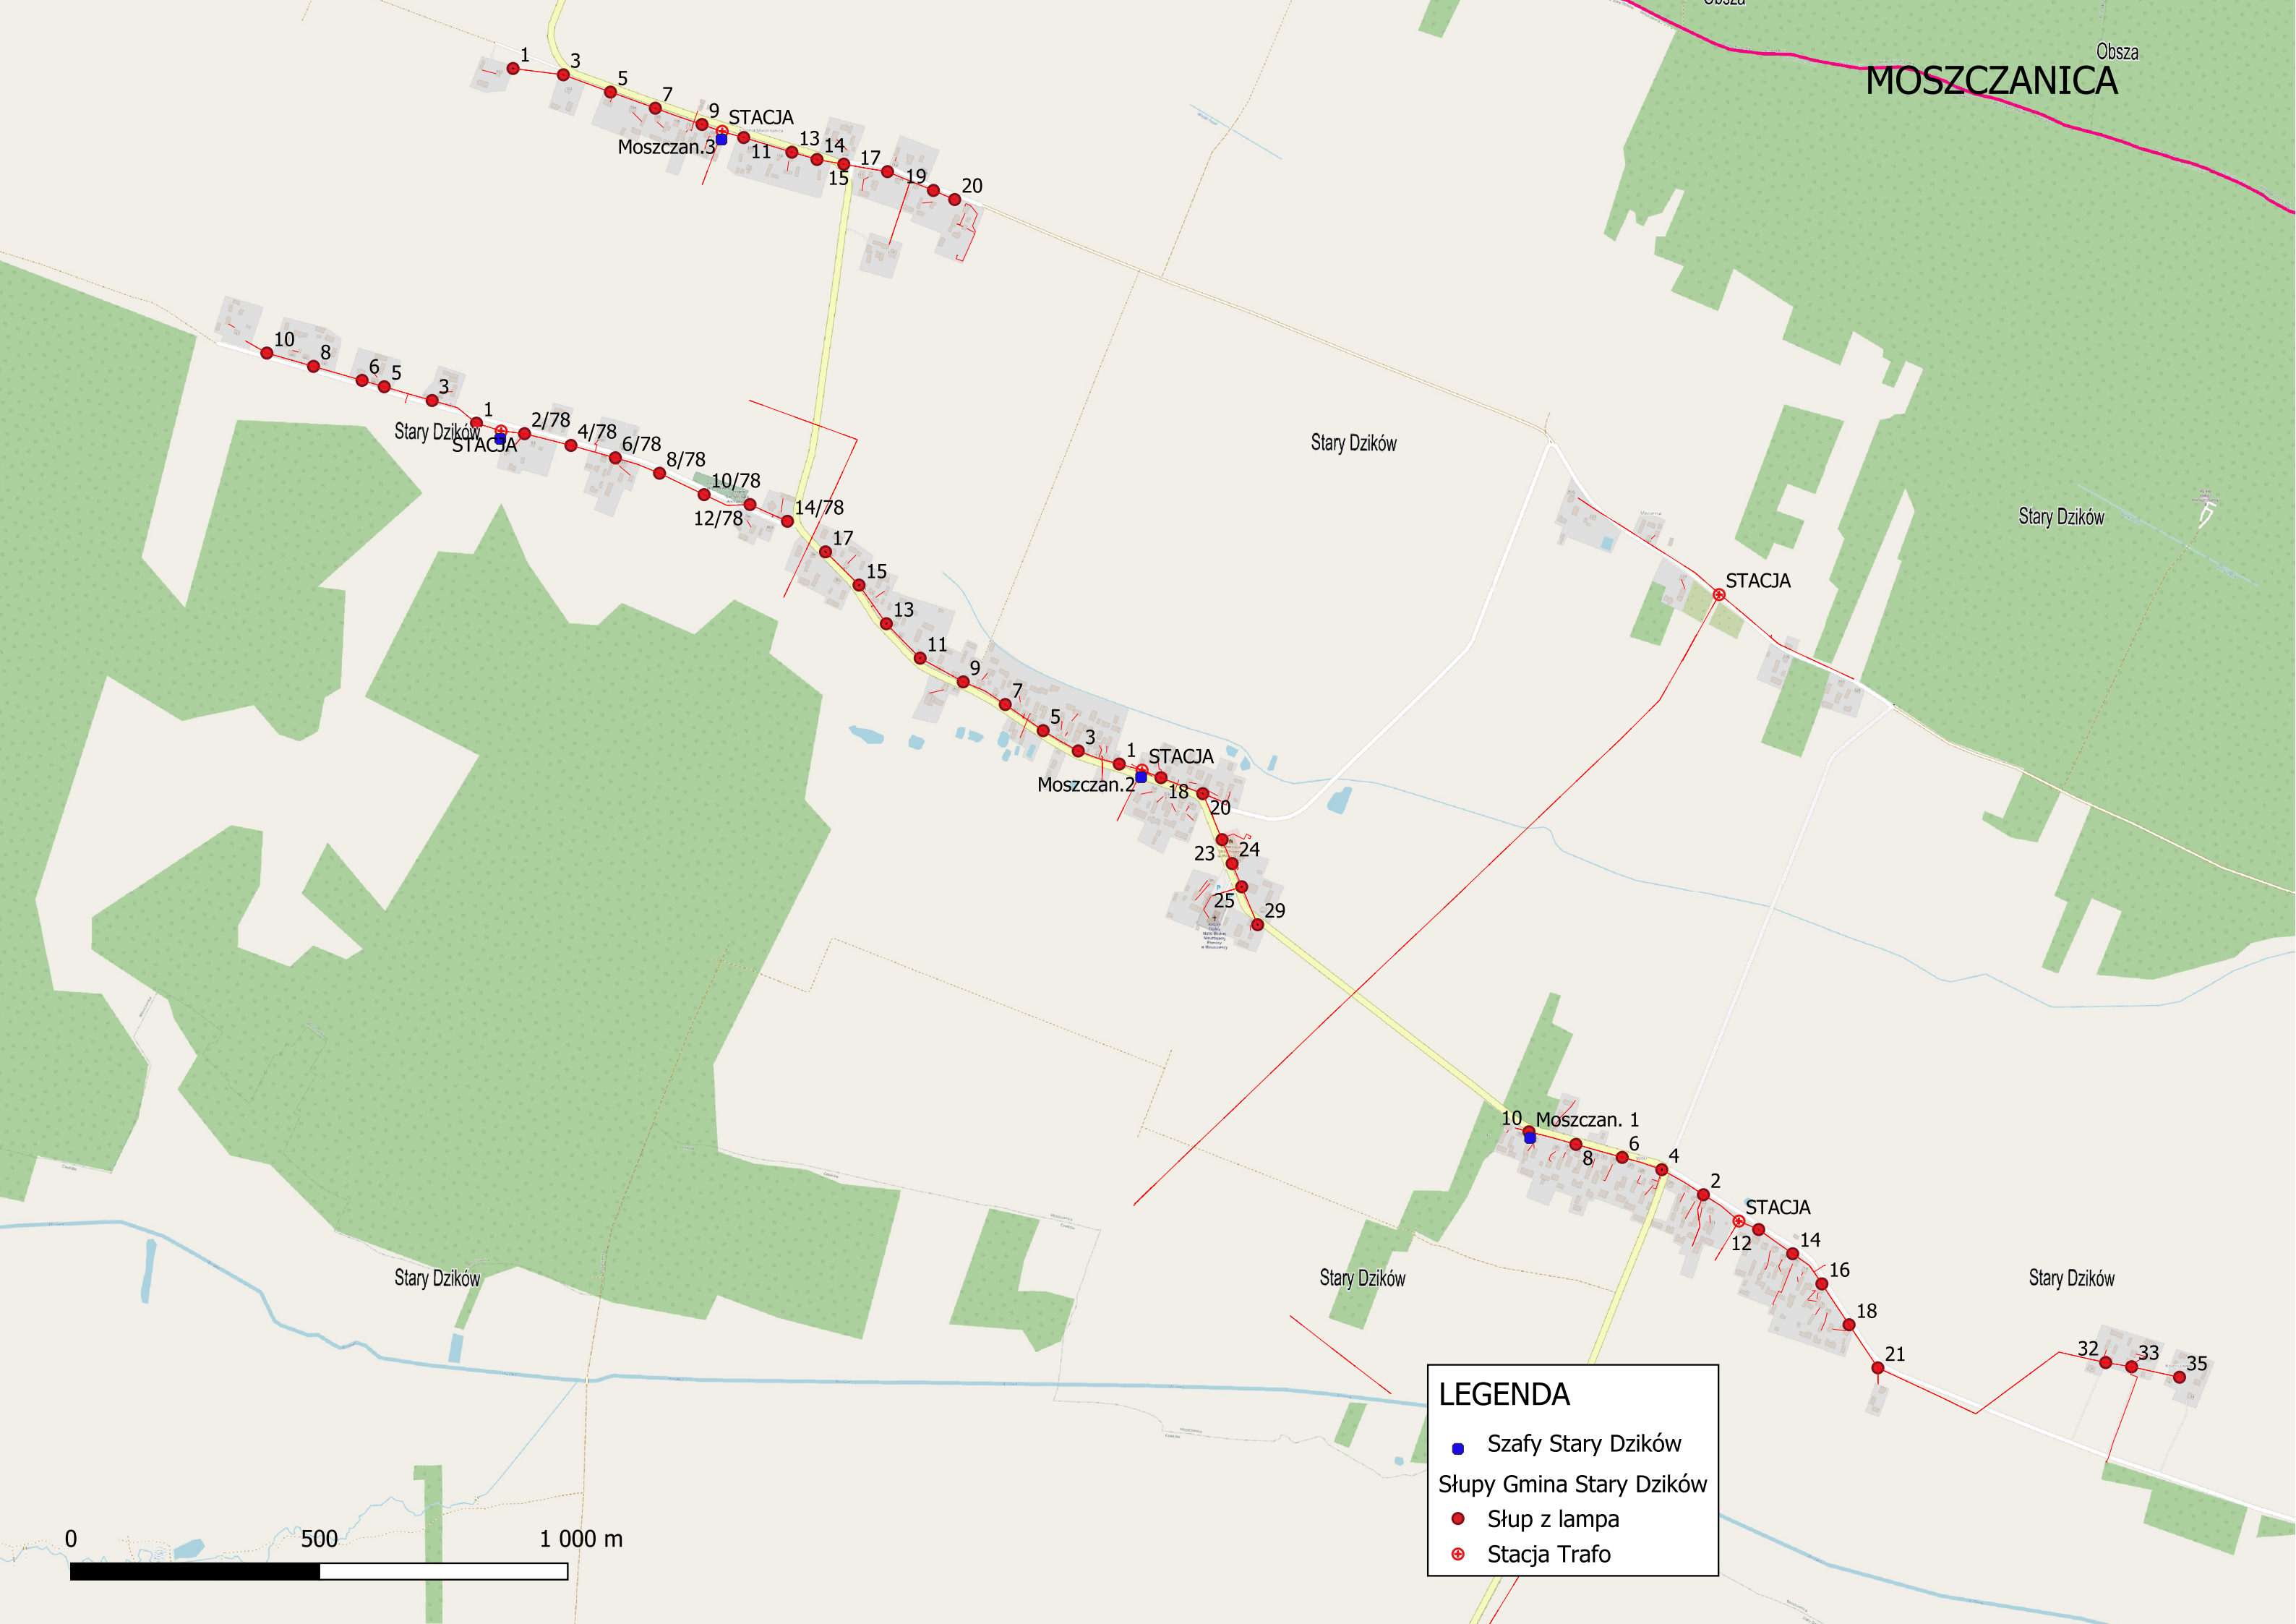 Obsza
Obsza
MOSZCZANICA
1
3
5
7
9
STACJA
Moszczan.3
11
13
14
15
17
19
20
10
8
6
5
3
1
Stary Dzików
STACJA
2/78
4/78
6/78
8/78
10/78
12/78
14/78
Stary Dzików
Stary Dzików
17
15
13
11
9
7
5
3
1
STACJA
Moszczan.2
18
20
23
24
25
29
STACJA
10
Moszczan. 1
8
6
4
2
STACJA
12
14
16
18
21
32
33
35
Stary Dzików
Stary Dzików
Stary Dzików
LEGENDA
Szafy Stary Dzików
Słupy Gmina Stary Dzików
Słup z lampa
Stacja Trafo
0 500 1 000 m